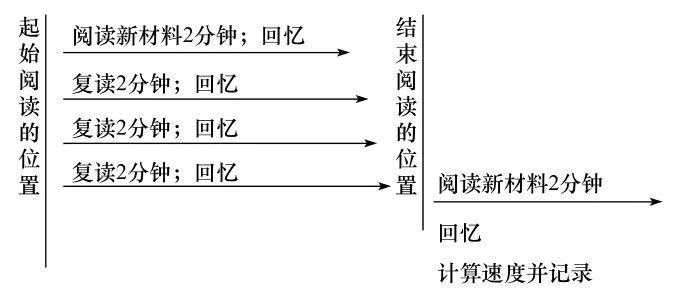 起始阅读的位置
阅读新材料2分钟；回忆
复读2分钟；回忆
复读2分钟；回忆
复读2分钟；回忆
结束阅读的位置
阅读新材料2分钟
回忆
计算速度并记录